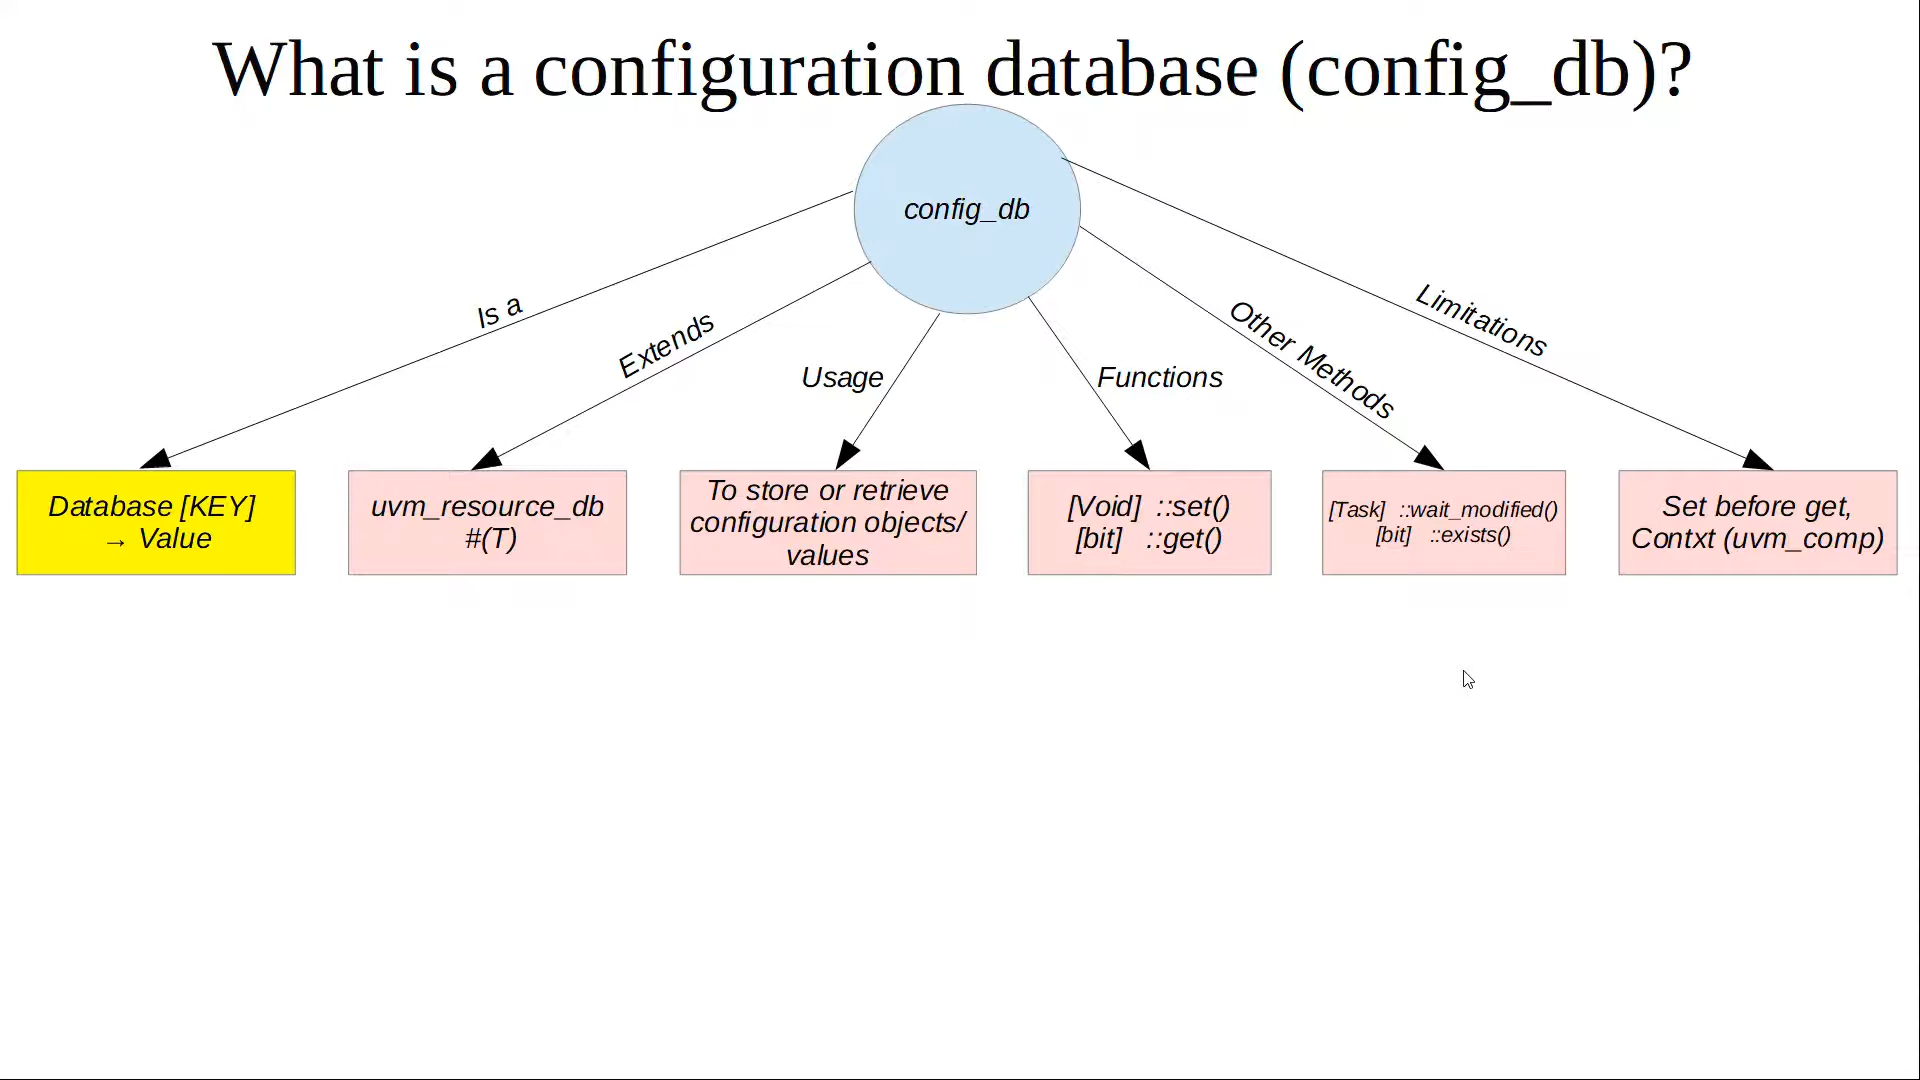 What is a configuration database (config_db)?
config_db
Is a
Extends
Usage
Functions
Other Methods
Limitations
Database [KEY]
→ Value
uvm_resource_db
#(T)
To store or retrieve
configuration objects/
values
[Void]  ::set()
[bit]   ::get()
[Task]  ::wait_modified()
[bit]   ::exists()
Set before get,
Contxt (uvm_comp)